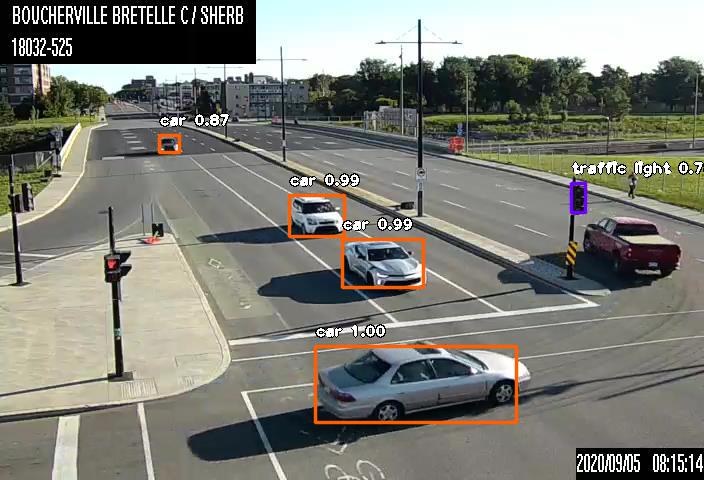 BOUCHERVILLE BRETELLE C / SHERB
18032-525
car 0.87
traffic light 0.7
car 0.99
car 0.99
car 1.00
2020/09/05 08:15:14